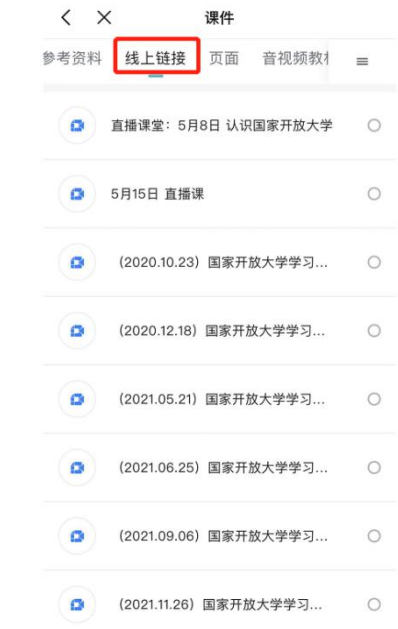 课件
参考资料 线上链接 页面 音视频教材
直播课堂：5月8日 认识国家开放大学
5月15日 直播课
（2020.10.23）国家开放大学学习...
（2020.12.18）国家开放大学学习...
（2021.05.21）国家开放大学学习...
（2021.06.25）国家开放大学学习...
（2021.09.06）国家开放大学学习...
（2021.11.26）国家开放大学学习...